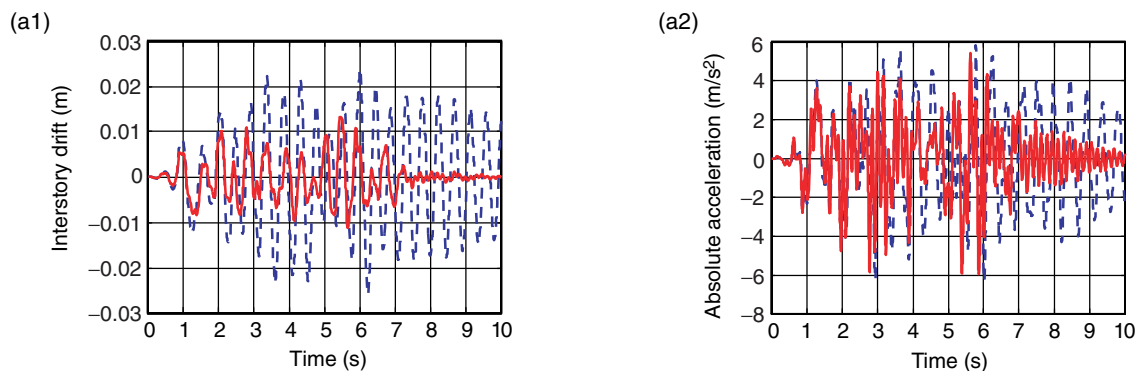 (a1)
Interstory drift (m)
0.03
0.02
0.01
0
−0.01
−0.02
−0.03
0 1 2 3 4 5 6 7 8 9 10
Time (s)
(a2)
Absolute acceleration (m/s²)
6
4
2
0
−2
−4
−6
−8
0 1 2 3 4 5 6 7 8 9 10
Time (s)